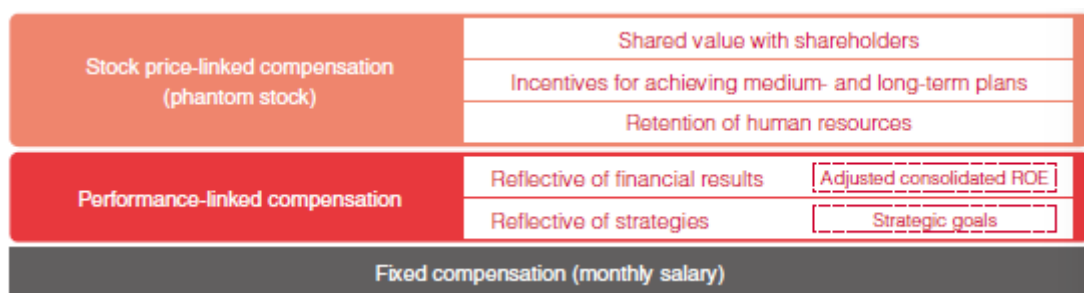 Stock price-linked compensation
(phantom stock)
Shared value with shareholders
Incentives for achieving medium- and long-term plans
Retention of human resources
Performance-linked compensation
Reflective of financial results Adjusted consolidated ROE
Reflective of strategies Strategic goals
Fixed compensation (monthly salary)